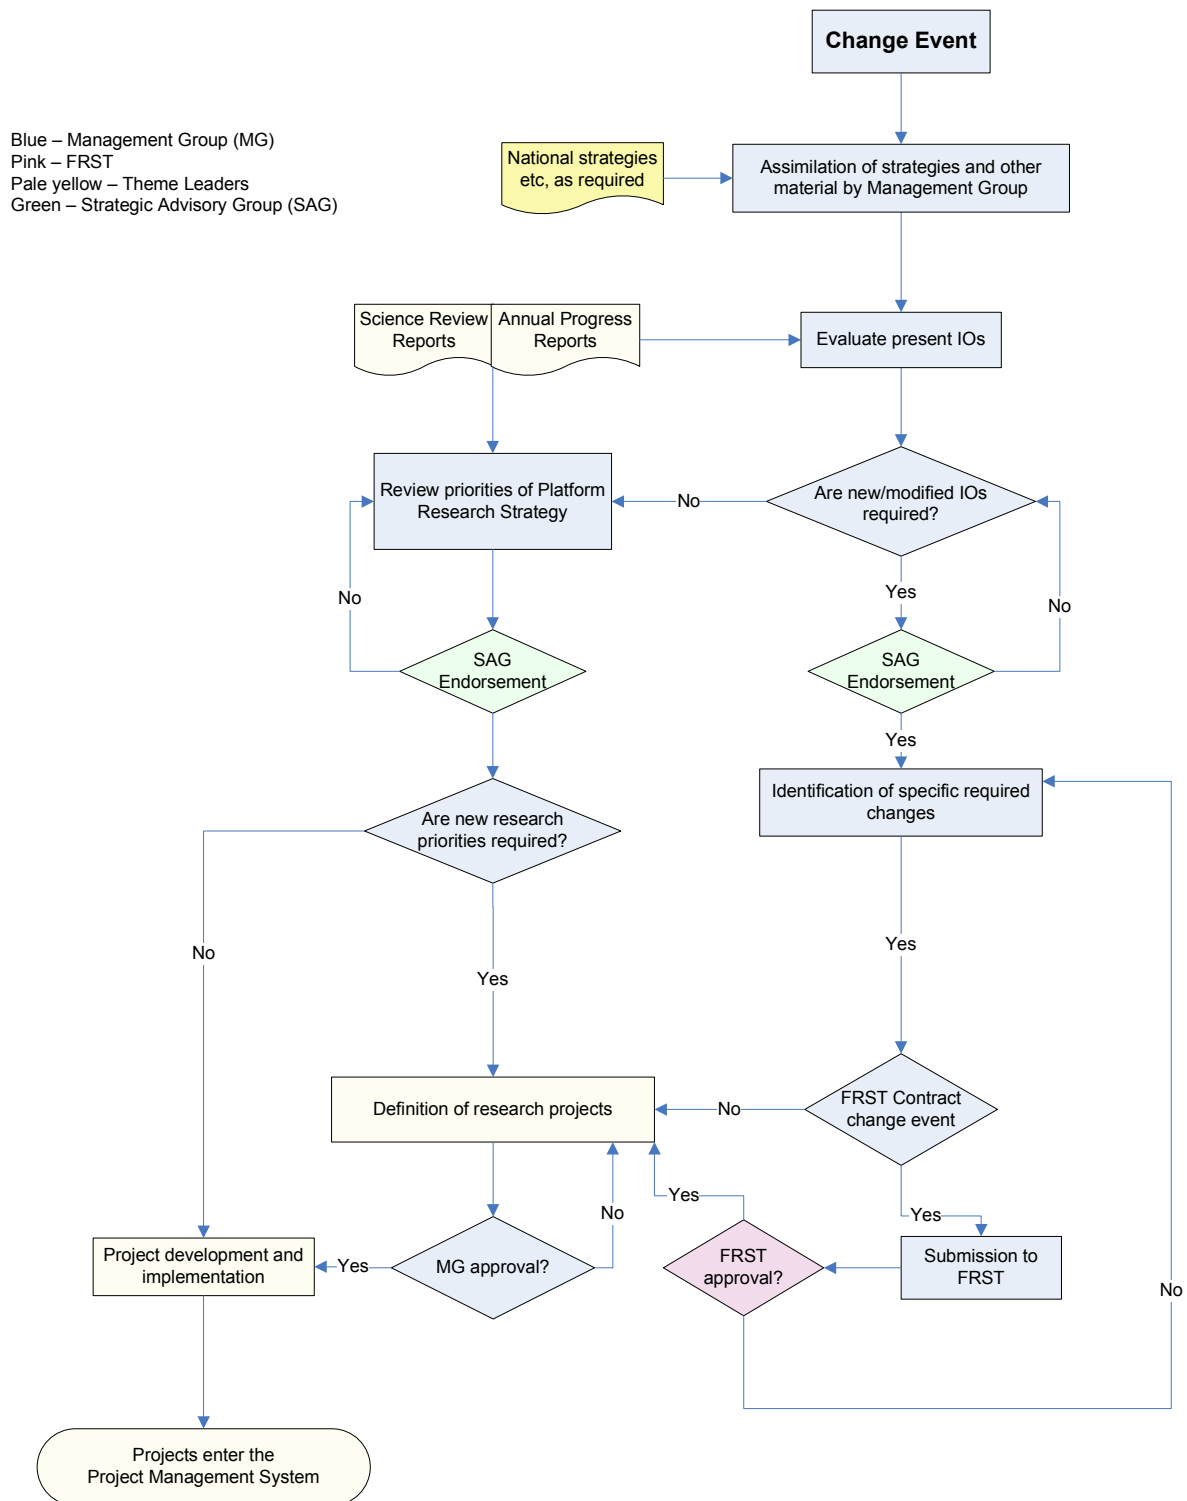 Change Event
Blue – Management Group (MG)
Pink – FRST
Pale yellow – Theme Leaders
Green – Strategic Advisory Group (SAG)
National strategies
etc, as required
Assimilation of strategies and other
material by Management Group
Science Review
Reports
Annual Progress
Reports
Evaluate present IOs
Review priorities of Platform
Research Strategy
No
Are new/modified IOs
required?
Yes
No
No
SAG
Endorsement
SAG
Endorsement
Yes
Identification of specific required
changes
Are new research
priorities required?
No
Yes
Yes
Definition of research projects
No
FRST Contract
change event
Yes
No
Yes
Project development and
implementation
Yes
MG approval?
FRST
approval?
Submission to
FRST
No
Projects enter the
Project Management System